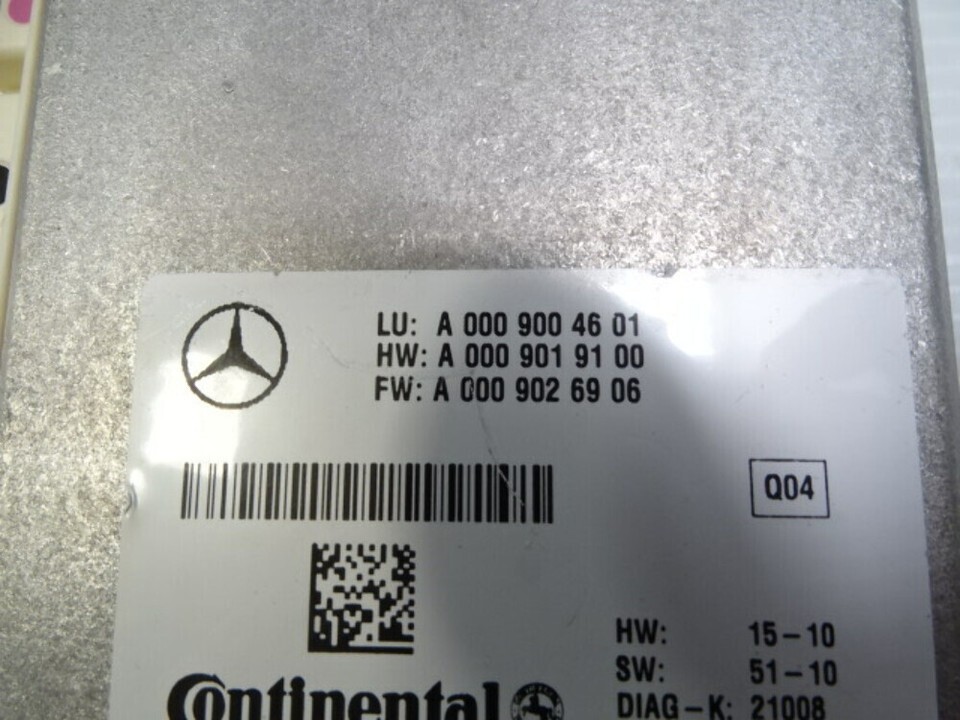 LU: A 000 900 46 01
HW: A 000 901 91 00
FW: A 000 902 69 06
Q04
HW: 15-10
SW: 51-10
Continental
DIAG-K: 21008